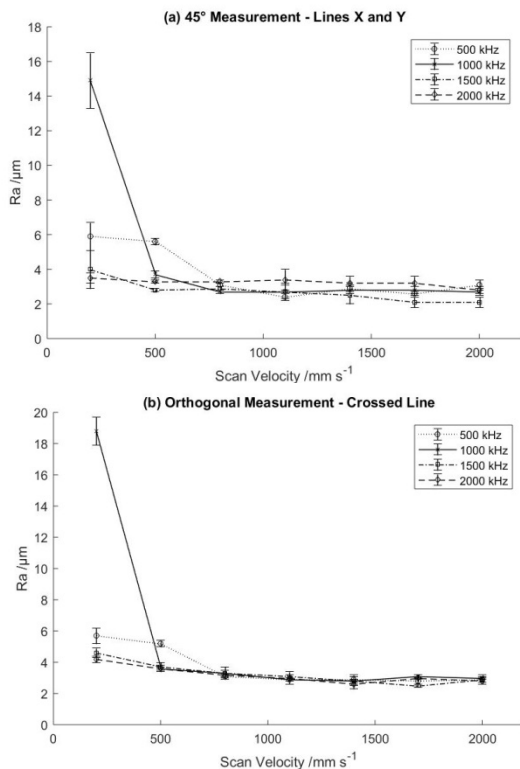 (a) 45° Measurement - Lines X and Y
18
16
14
12
10
8
6
4
2
0
Ra /μm
500 kHz
1000 kHz
1500 kHz
2000 kHz
0 500 1000 1500 2000
Scan Velocity /mm s⁻¹
(b) Orthogonal Measurement - Crossed Line
20
18
16
14
12
10
8
6
4
2
0
Ra /μm
500 kHz
1000 kHz
1500 kHz
2000 kHz
0 500 1000 1500 2000
Scan Velocity /mm s⁻¹